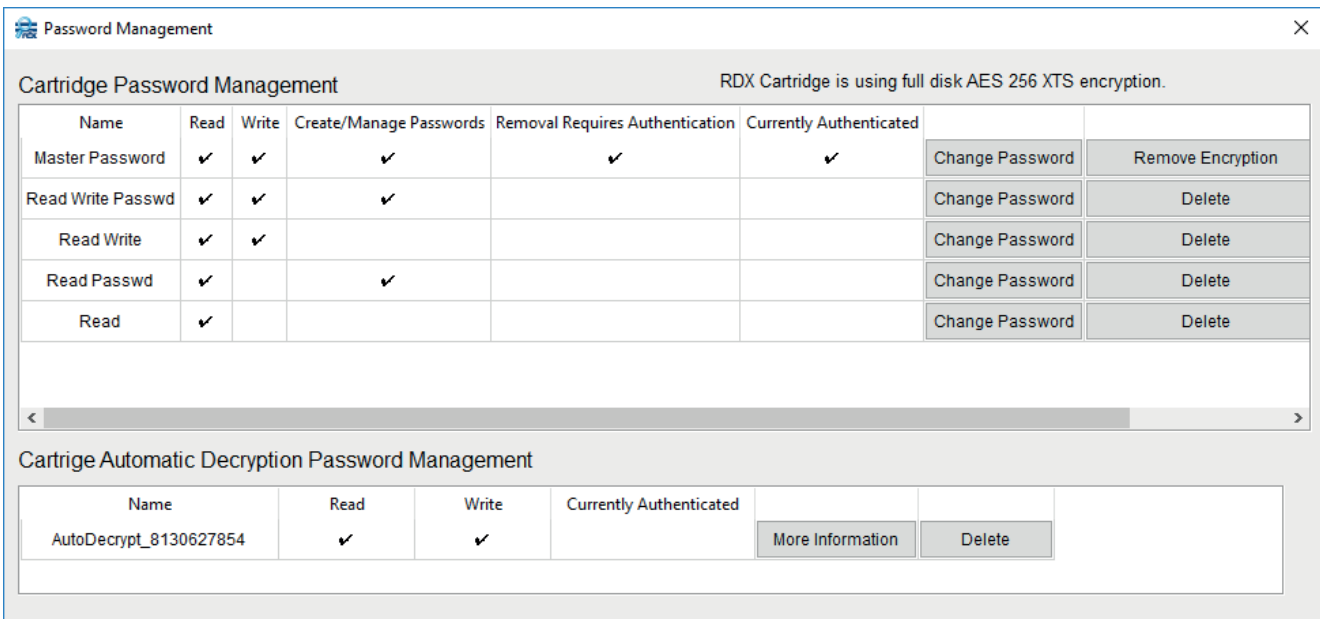 Password Management
Cartridge Password Management
RDX Cartridge is using full disk AES 256 XTS encryption.
Name Read Write Create/Manage Passwords Removal Requires Authentication Currently Authenticated
Master Password ✔ ✔ ✔ ✔ ✔ Change Password Remove Encryption
Read Write Passwd ✔ ✔ ✔ Change Password Delete
Read Write ✔ ✔ Change Password Delete
Read Passwd ✔ ✔ Change Password Delete
Read ✔ Change Password Delete
Cartrige Automatic Decryption Password Management
Name Read Write Currently Authenticated
AutoDecrypt_8130627854 ✔ ✔ More Information Delete